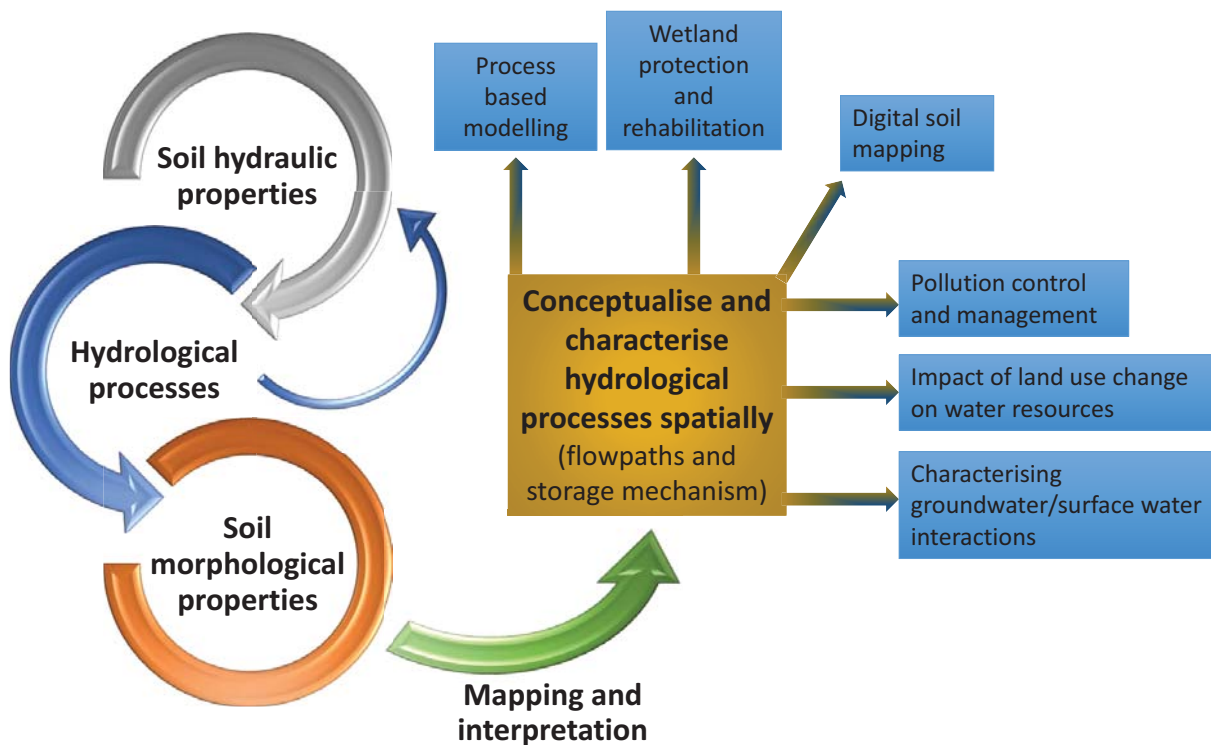 Soil hydraulic
properties
Hydrological
processes
Soil
morphological
properties
Mapping and
interpretation
Conceptualise and
characterise
hydrological
processes spatially
(flowpaths and
storage mechanism)
Process
based
modelling
Wetland
protection
and
rehabilitation
Digital soil
mapping
Pollution control
and management
Impact of land use change
on water resources
Characterising
groundwater/surface water
interactions